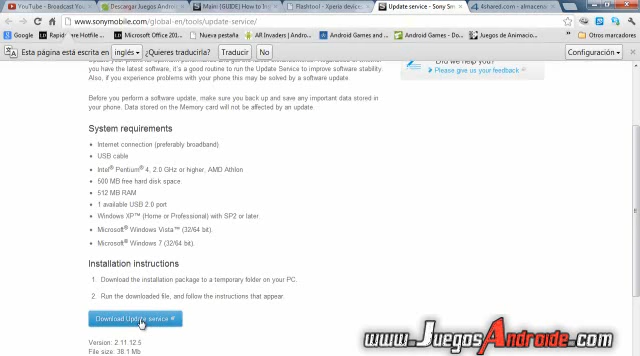 YouTube - Broadcast Yo
Descargar Juegos Android
Main| [GUIDE] How to In
Flashtool - Xperia device
Update service - Sony Sm
4shared.com - almaceno
www.sonymobile.com/global-en/tools/update-service/
Google
Rapidir
Hotfile
HOTM
Microsoft Office 201
Nueva pestaña
AR Invaders | Andro
Android Games and
Android Games -
Juegos de Animacio
Otros marcadores
Esta página está escrita en inglés ¿Quieres traducirla? Traducir No Configuración
you have the latest software, it's a good routine to run the Update Service to improve software stability.
Also, if you experience problems with your phone this may be solved by a software update
Did we help you?
Please give us your feedback
Before you perform a software update, make sure you back up and save any important data stored in
your phone. Data stored on the Memory card will not be affected by an update
System requirements
Internet connection (preferably broadband)
USB cable
Intel® Pentium® 4, 2.0 GHz or higher, AMD Athlon
500 MB free hard disk space
512 MB RAM
1 available USB 2.0 port
Windows XP™ (Home or Professional) with SP2 or later.
Microsoft® Windows Vista™ (32/64 bit).
Microsoft® Windows 7 (32/64 bit).
Installation instructions
1. Download the installation package to a temporary folder on your PC.
2. Run the downloaded file, and follow the instructions that appear
Download Update service
Version: 2.11.12.5
File size: 38.1 Mb
www.JuegosAndroide.com